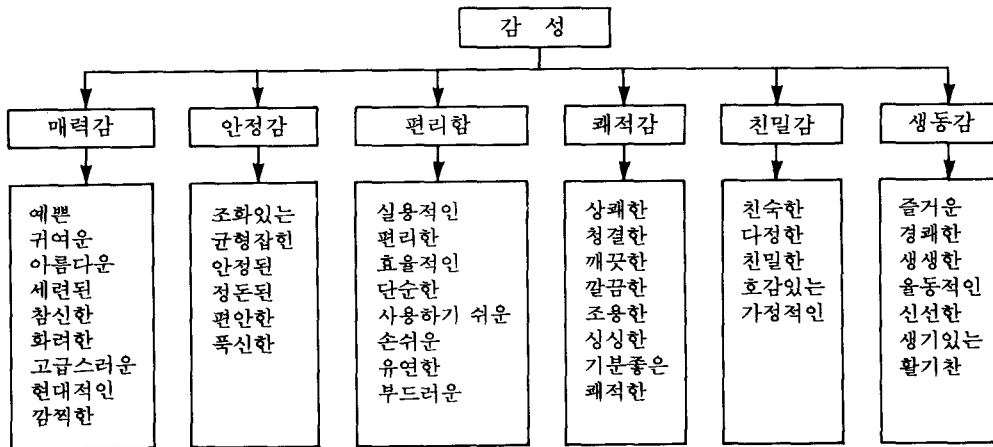 감 성
매력감
안정감
편리함
쾌적감
친밀감
생동감
예쁜
귀여운
아름다운
세련된
참신한
화려한
고급스러운
현대적인
깜찍한
조화있는
균형잡힌
안정된
정돈된
편안한
푹신한
실용적인
편리한
효율적인
단순한
사용하기 쉬운
손쉬운
유연한
부드러운
상쾌한
청결한
깨끗한
깔끔한
조용한
싱싱한
기분좋은
쾌적한
친숙한
다정한
친밀한
호감있는
가정적인
즐거운
경쾌한
생생한
율동적인
신선한
생기있는
활기찬